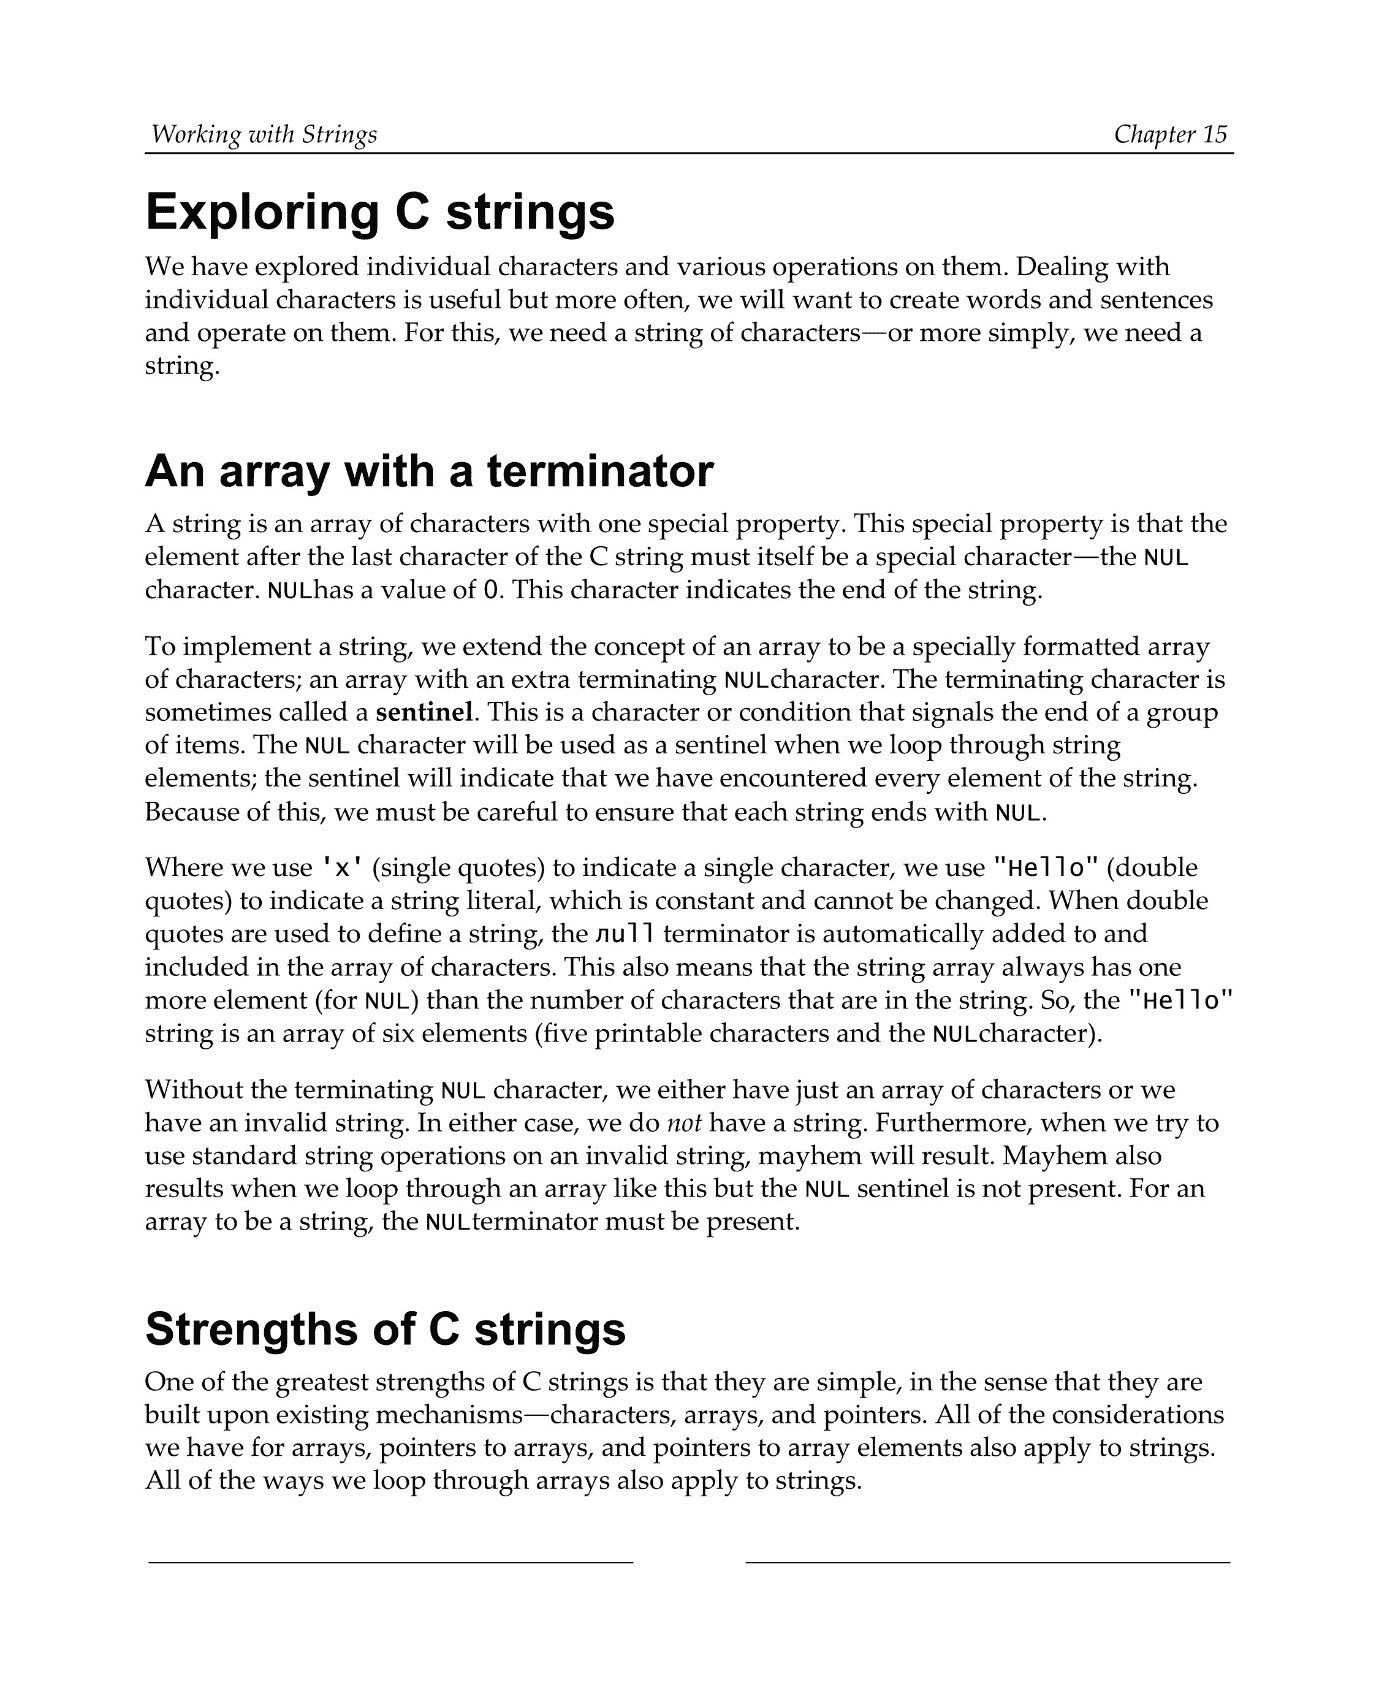 Working with Strings Chapter 15
Exploring C strings
We have explored individual characters and various operations on them. Dealing with
individual characters is useful but more often, we will want to create words and sentences
and operate on them. For this, we need a string of characters—or more simply, we need a
string.
An array with a terminator
A string is an array of characters with one special property. This special property is that the
element after the last character of the C string must itself be a special character—the NUL
character. NULhas a value of 0. This character indicates the end of the string.
To implement a string, we extend the concept of an array to be a specially formatted array
of characters; an array with an extra terminating NULcharacter. The terminating character is
sometimes called a sentinel. This is a character or condition that signals the end of a group
of items. The NUL character will be used as a sentinel when we loop through string
elements; the sentinel will indicate that we have encountered every element of the string.
Because of this, we must be careful to ensure that each string ends with NUL.
Where we use 'x' (single quotes) to indicate a single character, we use "Hello" (double
quotes) to indicate a string literal, which is constant and cannot be changed. When double
quotes are used to define a string, the лull terminator is automatically added to and
included in the array of characters. This also means that the string array always has one
more element (for NUL) than the number of characters that are in the string. So, the "Hello"
string is an array of six elements (five printable characters and the NULcharacter).
Without the terminating NUL character, we either have just an array of characters or we
have an invalid string. In either case, we do not have a string. Furthermore, when we try to
use standard string operations on an invalid string, mayhem will result. Mayhem also
results when we loop through an array like this but the NUL sentinel is not present. For an
array to be a string, the NULterminator must be present.
Strengths of C strings
One of the greatest strengths of C strings is that they are simple, in the sense that they are
built upon existing mechanisms—characters, arrays, and pointers. All of the considerations
we have for arrays, pointers to arrays, and pointers to array elements also apply to strings.
All of the ways we loop through arrays also apply to strings.